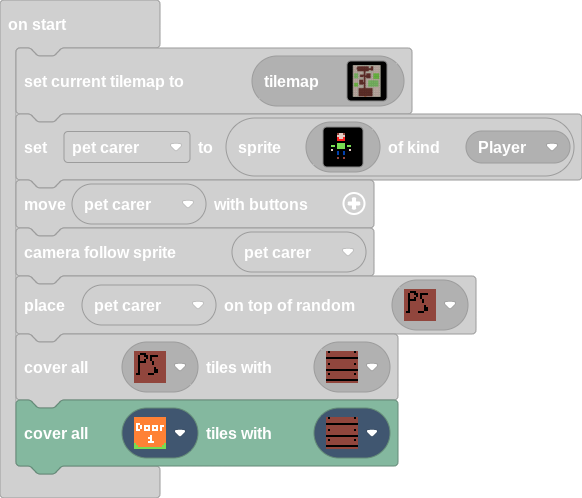 on start
set current tilemap to tilemap
set pet carer to sprite of kind Player
move pet carer with buttons
camera follow sprite pet carer
place pet carer on top of random PS
cover all PS tiles with
cover all Door 1 tiles with